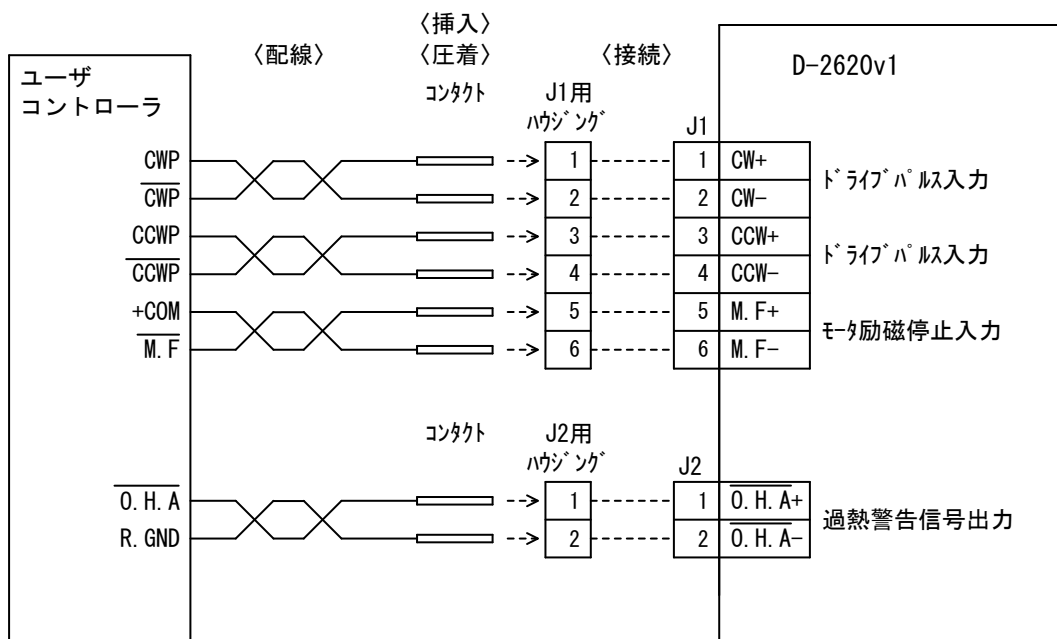 〈挿入〉
〈配線〉 〈圧着〉 〈接続〉
D-2620v1
ユーザ
コントローラ
コンタクト J1用
ハウジング J1
CWP 1 1 CW+
C̅W̅P̅ 2 2 CW-
ドライブパルス入力
CCWP 3 3 CCW+
C̅C̅W̅P̅ 4 4 CCW-
ドライブパルス入力
+COM 5 5 M.F+
M̅.̅F̅ 6 6 M.F-
モータ励磁停止入力
コンタクト J2用
ハウジング J2
O̅.̅H̅.̅A̅ 1 1 O̅.̅H̅.̅A̅+
R.GND 2 2 O̅.̅H̅.̅A̅-
過熱警告信号出力